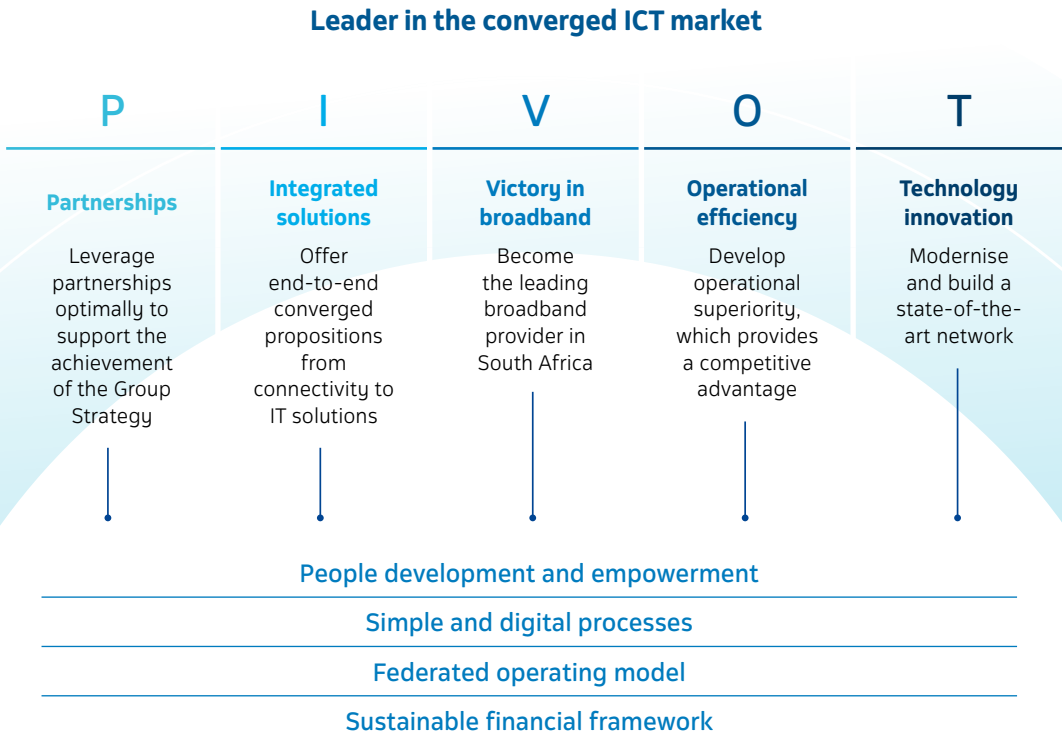 Leader in the converged ICT market
P
I
V
O
T
Partnerships
Leverage
partnerships
optimally to
support the
achievement
of the Group
Strategy
Integrated
solutions
Offer
end-to-end
converged
propositions
from
connectivity to
IT solutions
Victory in
broadband
Become
the leading
broadband
provider in
South Africa
Operational
efficiency
Develop
operational
superiority,
which provides
a competitive
advantage
Technology
innovation
Modernise
and build a
state-of-the-
art network
People development and empowerment
Simple and digital processes
Federated operating model
Sustainable financial framework